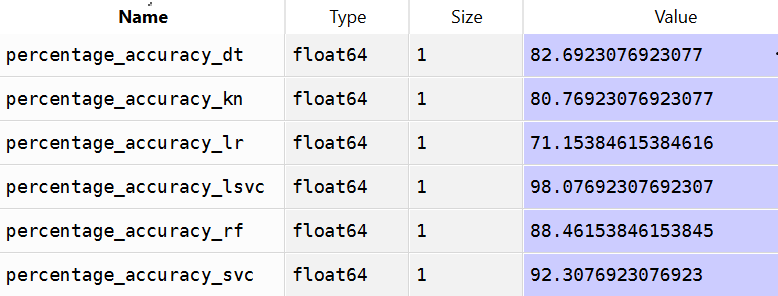 Name Type Size Value
percentage_accuracy_dt float64 1 82.6923076923077
percentage_accuracy_kn float64 1 80.76923076923077
percentage_accuracy_lr float64 1 71.15384615384616
percentage_accuracy_lsvc float64 1 98.07692307692307
percentage_accuracy_rf float64 1 88.46153846153845
percentage_accuracy_svc float64 1 92.3076923076923